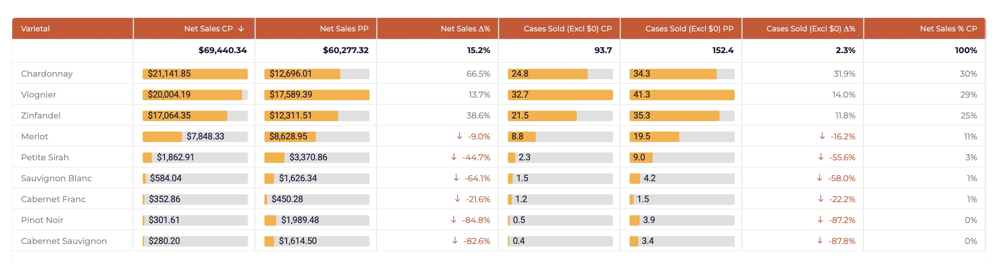 Varietal Net Sales CP ↓ Net Sales PP Net Sales Δ% Cases Sold (Excl $0) CP Cases Sold (Excl $0) PP Cases Sold (Excl $0) Δ% Net Sales % CP
$69,440.34 $60,277.32 15.2% 93.7 152.4 2.3% 100%
Chardonnay $21,141.85 $12,696.01 66.5% 24.8 34.3 31.9% 30%
Viognier $20,004.19 $17,589.39 13.7% 32.7 41.3 14.0% 29%
Zinfandel $17,064.35 $12,311.51 38.6% 21.5 35.3 11.8% 25%
Merlot $7,848.33 $8,628.95 ↓ -9.0% 8.8 19.5 ↓ -16.2% 11%
Petite Sirah $1,862.91 $3,370.86 ↓ -44.7% 2.3 9.0 ↓ -55.6% 3%
Sauvignon Blanc $584.04 $1,626.34 ↓ -64.1% 1.5 4.2 ↓ -58.0% 1%
Cabernet Franc $352.86 $450.28 ↓ -21.6% 1.2 1.5 ↓ -22.2% 1%
Pinot Noir $301.61 $1,989.48 ↓ -84.8% 0.5 3.9 ↓ -87.2% 0%
Cabernet Sauvignon $280.20 $1,614.50 ↓ -82.6% 0.4 3.4 ↓ -87.8% 0%